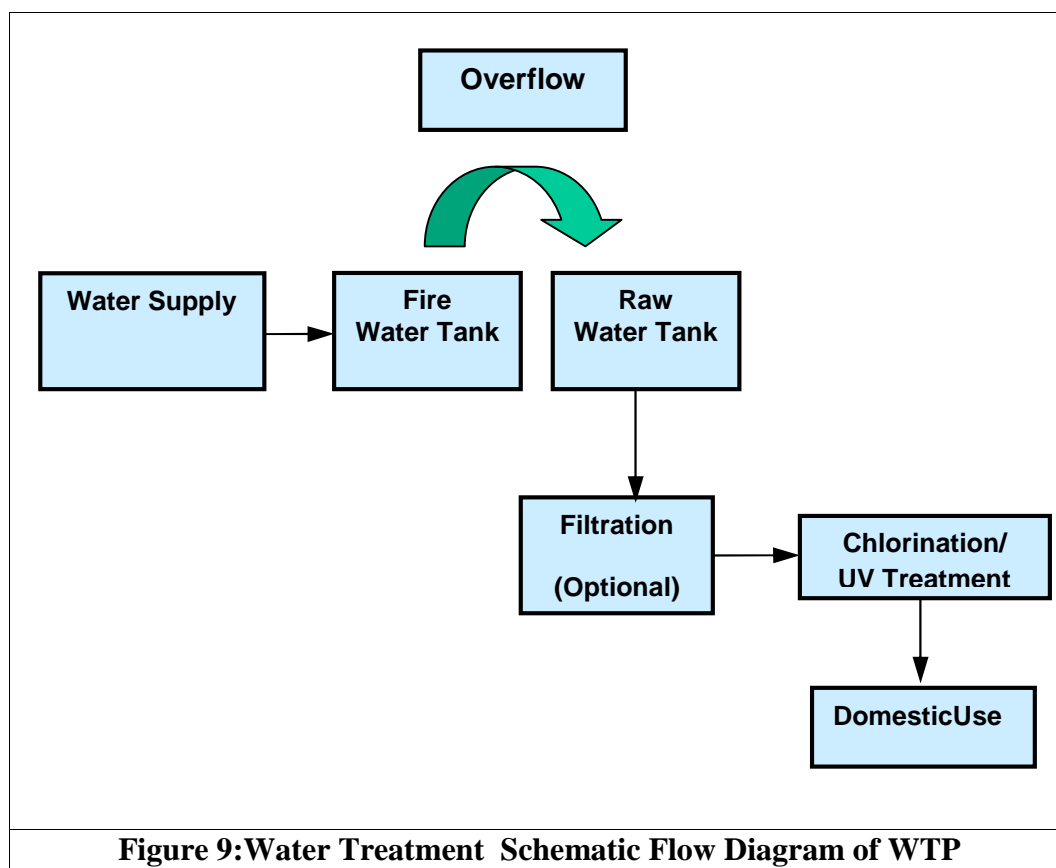 Overflow
Water Supply
Fire
Water Tank
Raw
Water Tank
Filtration
(Optional)
Chlorination/
UV Treatment
DomesticUse
Figure 9:Water Treatment  Schematic Flow Diagram of WTP